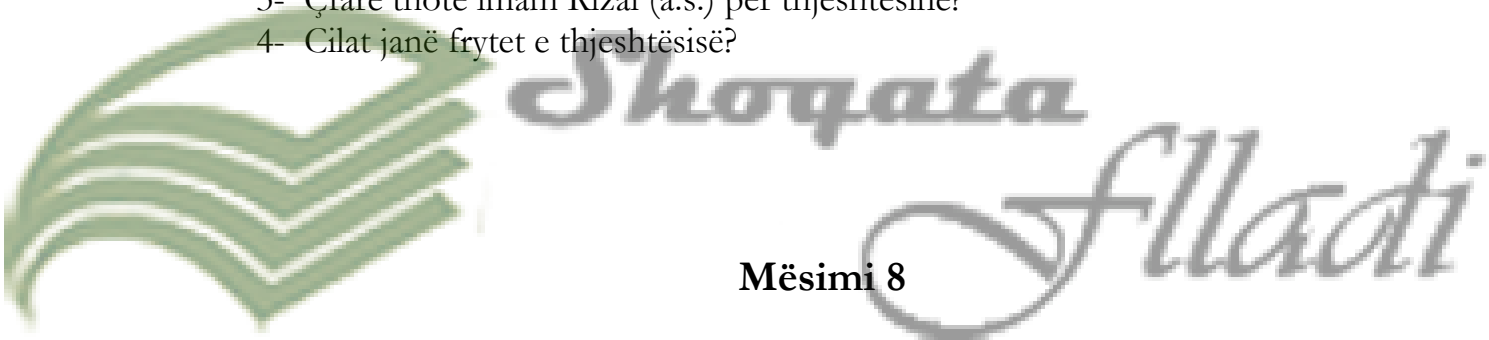 3- Çfarë thotë imam Rizai (a.s.) për thjeshtësinë?
4- Cilat janë frytet e thjeshtësisë?
Shoqata
flladi
Mësimi 8